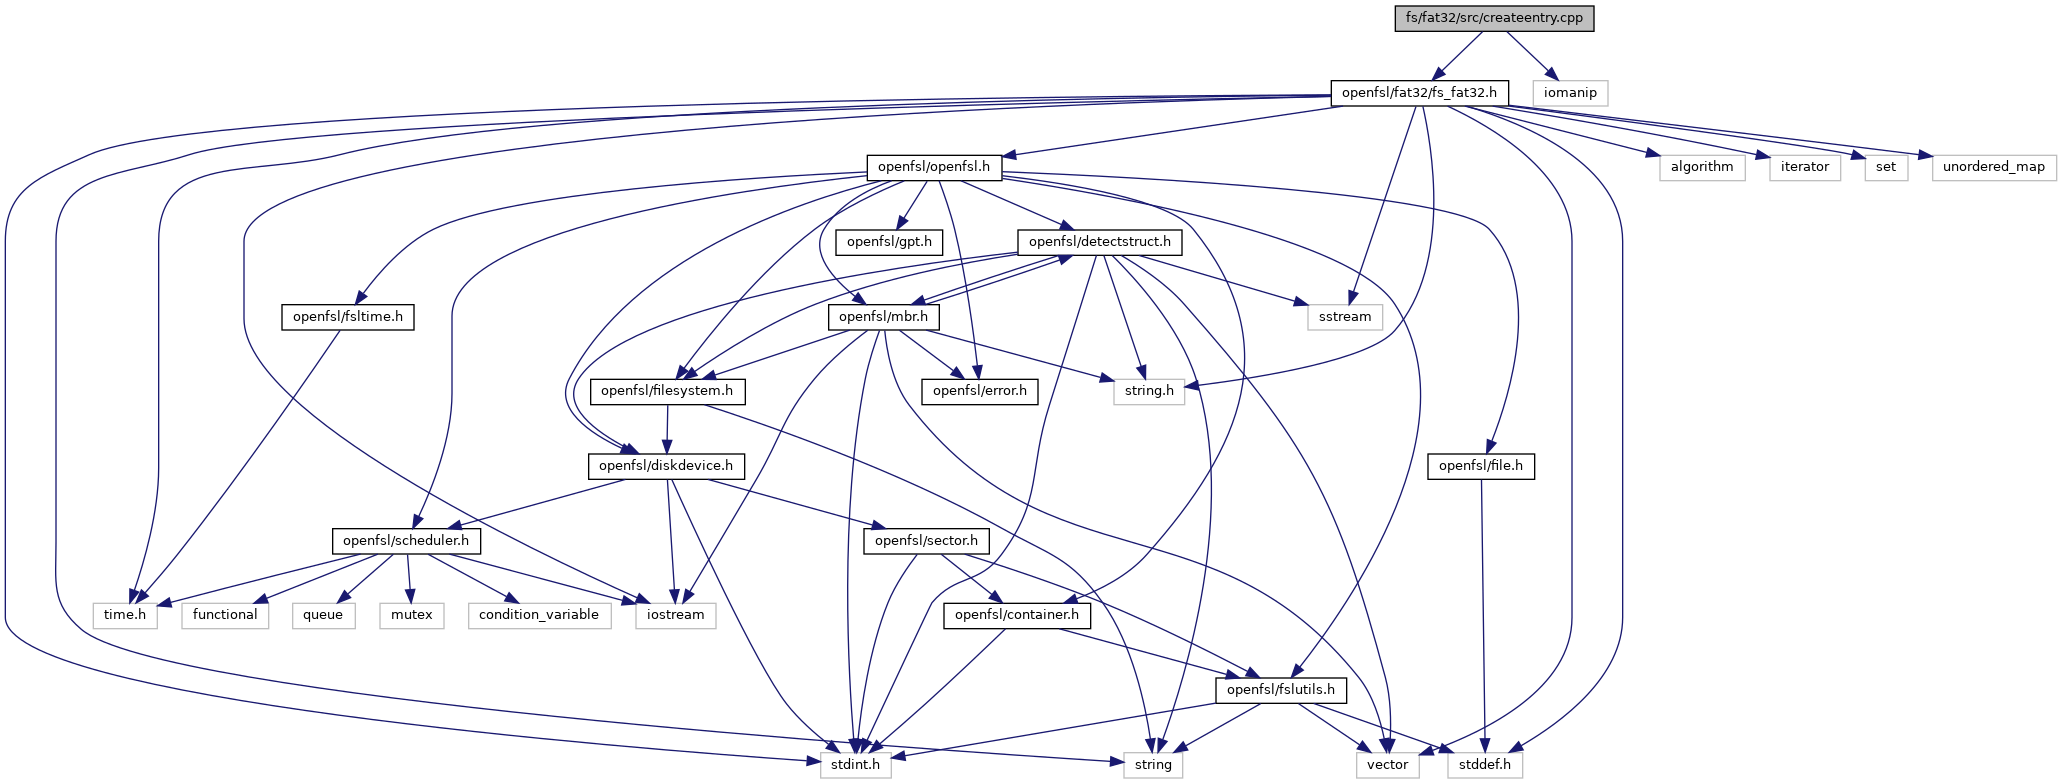 fs/fat32/src/createentry.cpp
openfsl/fat32/fs_fat32.h
iomanip
openfsl/openfsl.h
algorithm
iterator
set
unordered_map
openfsl/gpt.h
openfsl/detectstruct.h
openfsl/fsltime.h
openfsl/mbr.h
sstream
openfsl/filesystem.h
openfsl/error.h
string.h
openfsl/diskdevice.h
openfsl/file.h
openfsl/scheduler.h
openfsl/sector.h
time.h
functional
queue
mutex
condition_variable
iostream
openfsl/container.h
openfsl/fslutils.h
stdint.h
string
vector
stddef.h